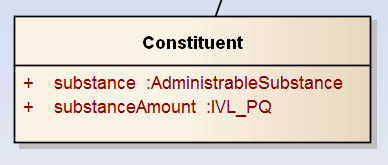 Constituent
+ substance :AdministrableSubstance
+ substanceAmount :IVL_PQ